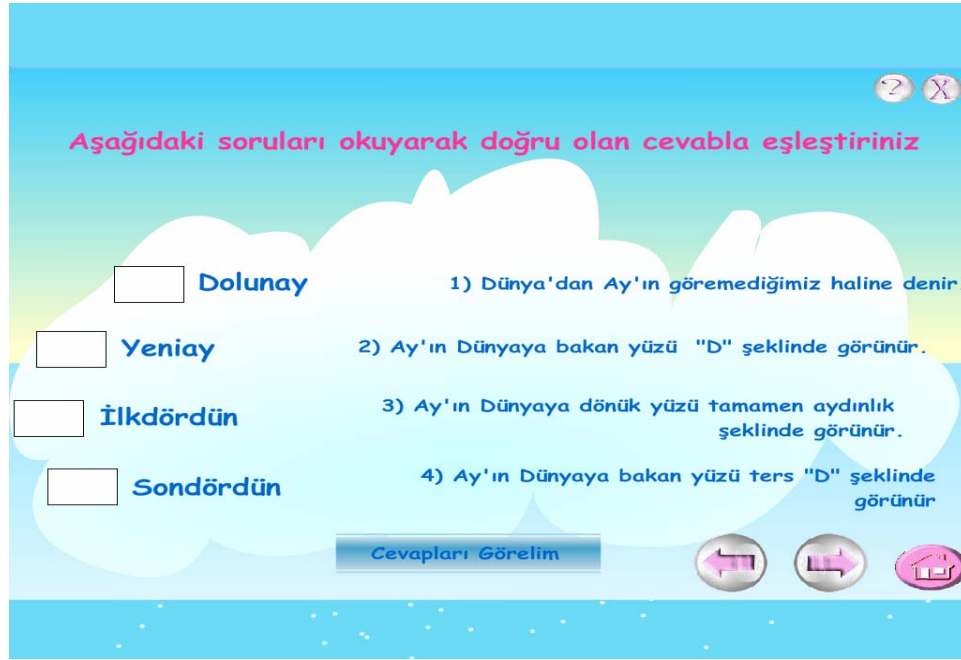 ? X
Aşağıdaki soruları okuyarak doğru olan cevabla eşleştiriniz
Dolunay
1) Dünya'dan Ay'ın göremediğimiz haline denir
Yeniay
2) Ay'ın Dünyaya bakan yüzü "D" şeklinde görünür.
İlkdördün
3) Ay'ın Dünyaya dönük yüzü tamamen aydınlık
şeklinde görünür.
Sondördün
4) Ay'ın Dünyaya bakan yüzü ters "D" şeklinde
görünür
Cevapları Görelim